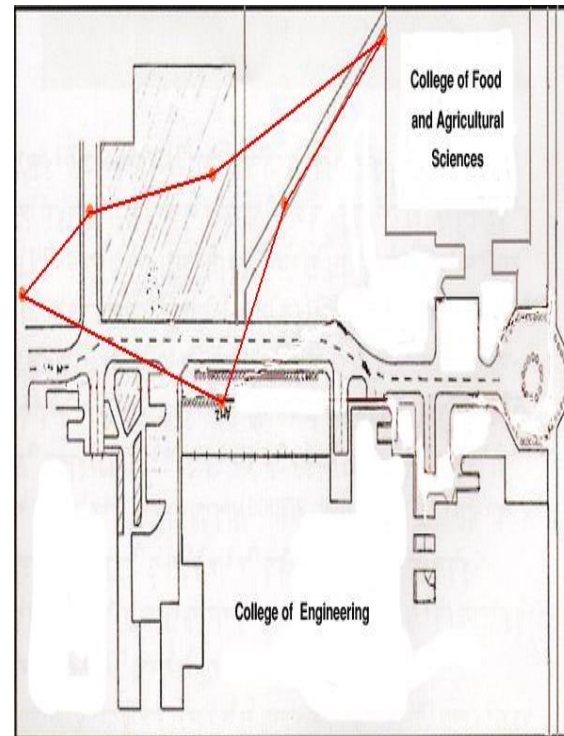 College of Food
and Agricultural
Sciences
College of Engineering